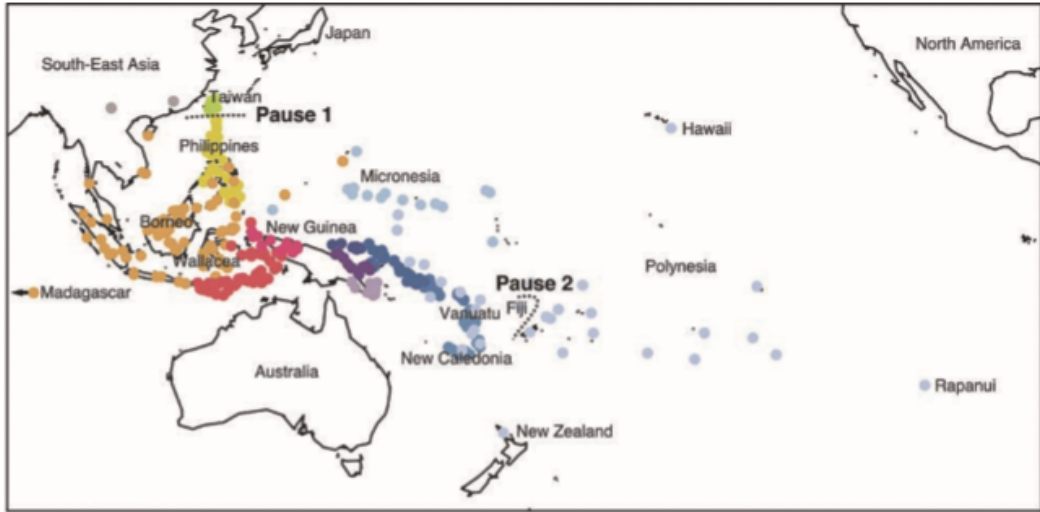 Japan
North America
South-East Asia
Taiwan
Pause 1
Hawaii
Philippines
Micronesia
Borneo
New Guinea
Wallacea
Polynesia
Madagascar
Pause 2
Vanuatu
Fiji
New Caledonia
Australia
Rapanui
New Zealand